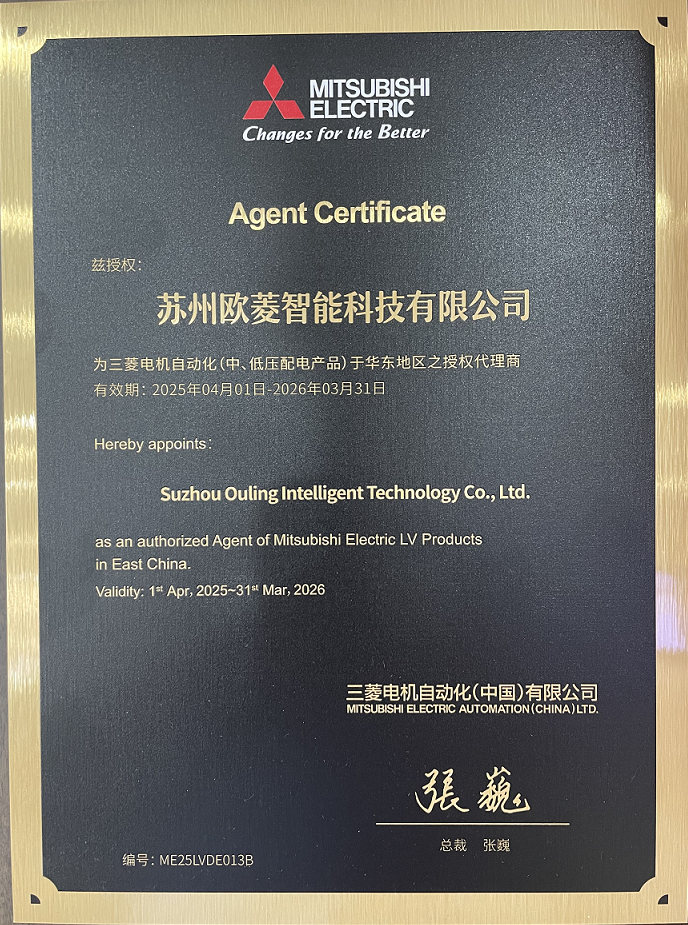 MITSUBISHI
ELECTRIC
Changes for the Better
Agent Certificate
兹授权：
苏州欧菱智能科技有限公司
为三菱电机自动化（中、低压配电产品）于华东地区之授权代理商
有效期：2025年04月01日-2026年03月31日
Hereby appoints：
Suzhou Ouling Intelligent Technology Co., Ltd.
as an authorized Agent of Mitsubishi Electric LV Products
in East China.
Validity: 1st Apr, 2025~31st Mar, 2026
三菱电机自动化（中国）有限公司
MITSUBISHI ELECTRIC AUTOMATION (CHINA) LTD.
張巍
总裁 张巍
编号：ME25LVDE013B